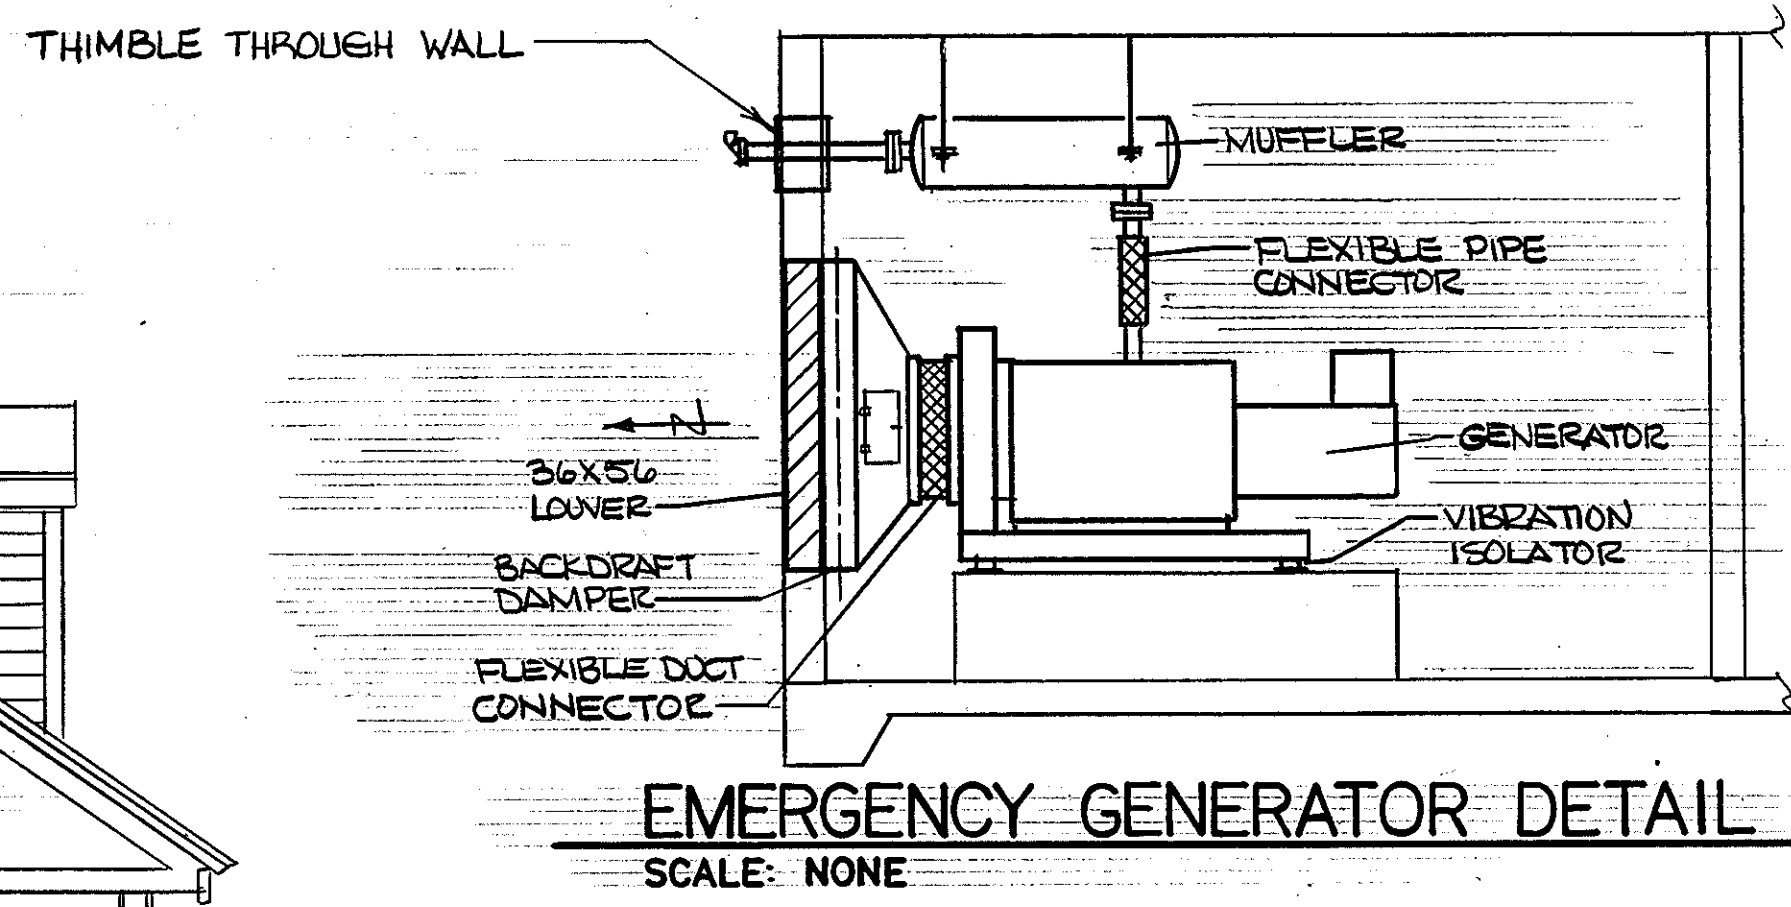 THIMBLE THROUGH WALL
MUFFLER
FLEXIBLE PIPE
CONNECTOR
N
36X56
LOUVER
GENERATOR
VIBRATION
ISOLATOR
BACKDRAFT
DAMPER
FLEXIBLE DUCT
CONNECTOR
EMERGENCY GENERATOR DETAIL
SCALE: NONE